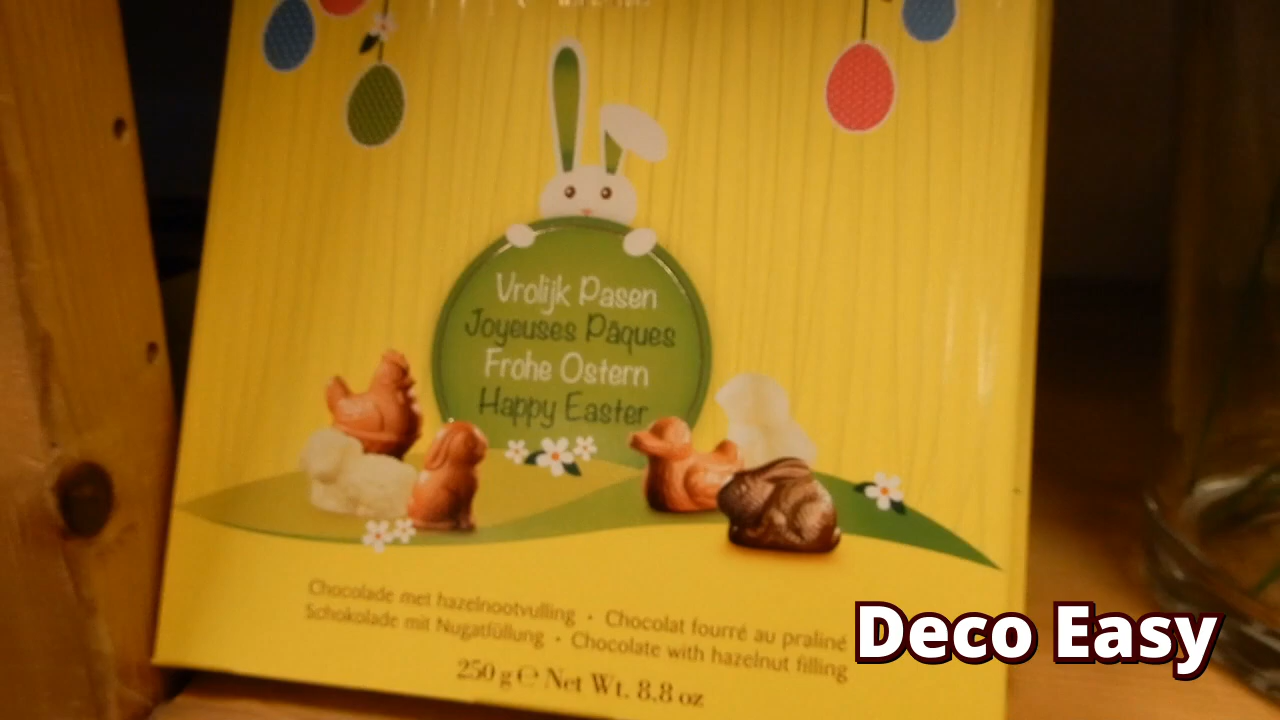 Vrolijk Pasen
Joyeuses Pâques
Frohe Ostern
Happy Easter
Chocolade met hazelnootvulling • Chocolat fourré au praliné
Schokolade mit Nugatfüllung • Chocolate with hazelnut filling
250 g ℮ Net Wt. 8.8 oz
Deco Easy